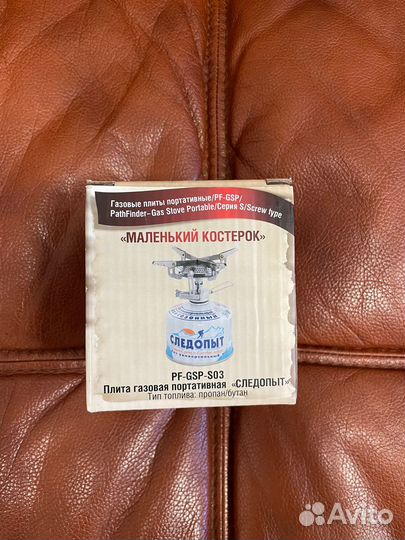 Газовые плиты портативные/PF-GSP/
PathFinder-Gas Stove Portable/Серия S/Screw type
«МАЛЕНЬКИЙ КОСТЕРОК»
СЛЕДОПЫТ
PF-GSP-S03
Плита газовая портативная «СЛЕДОПЫТ»
Тип топлива: пропан/бутан
Avito